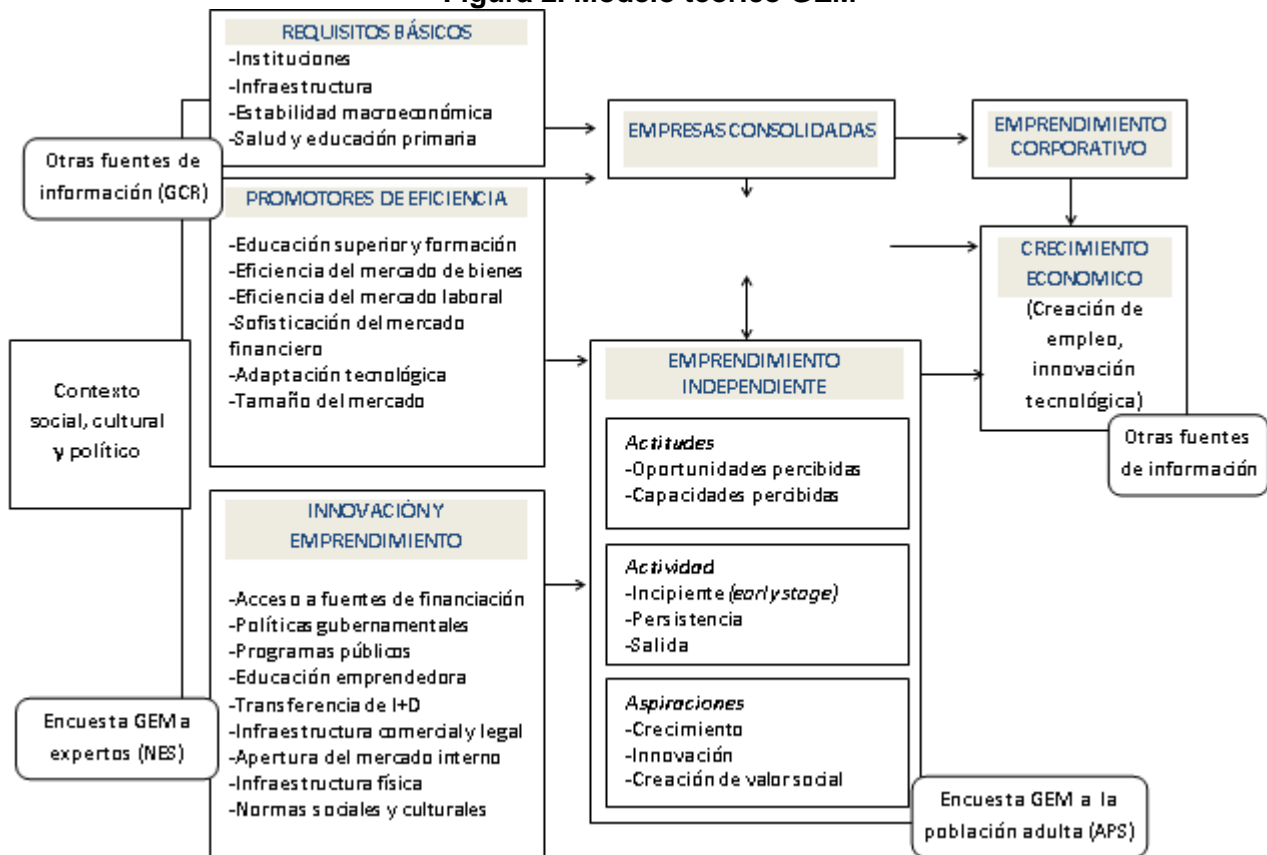 Figura 2. Modelo teórico GEM
REQUISITOS BÁSICOS
-Instituciones
-Infraestructura
-Estabilidad macroeconómica
-Salud y educación primaria
Otras fuentes de
información (GCR)
PROMOTORES DE EFICIENCIA
-Educación superior y formación
-Eficiencia del mercado de bienes
-Eficiencia del mercado laboral
-Sofisticación del mercado
financiero
-Adaptación tecnológica
-Tamaño del mercado
Contexto
social, cultural
y político
INNOVACIÓN Y
EMPRENDIMIENTO
-Acceso a fuentes de financiación
-Políticas gubernamentales
-Programas públicos
-Educación emprendedora
-Transferencia de I+D
-Infraestructura comercial y legal
-Apertura del mercado interno
-Infraestructura física
-Normas sociales y culturales
Encuesta GEM a
expertos (NES)
EMPRESAS CONSOLIDADAS
EMPRENDIMIENTO
CORPORATIVO
CRECIMIENTO
ECONOMICO
(Creación de
empleo,
innovación
tecnológica)
Otras fuentes
de información
EMPRENDIMIENTO
INDEPENDIENTE
Actitudes
-Oportunidades percibidas
-Capacidades percibidas
Actividad
-Incipiente (early stage)
-Persistencia
-Salida
Aspiraciones
-Crecimiento
-Innovación
-Creación de valor social
Encuesta GEM a la
población adulta (APS)